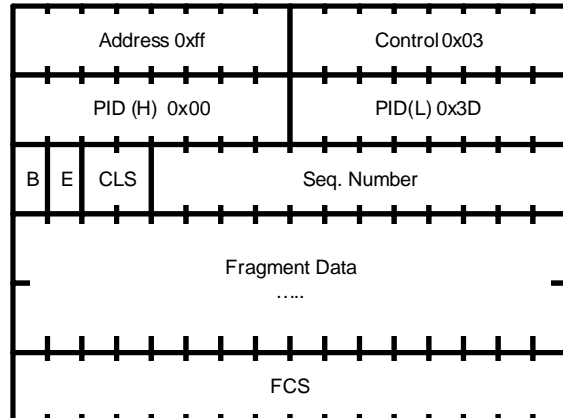 Address 0xff Control 0x03
PID (H) 0x00 PID(L) 0x3D
B E CLS Seq. Number
Fragment Data
.....
FCS